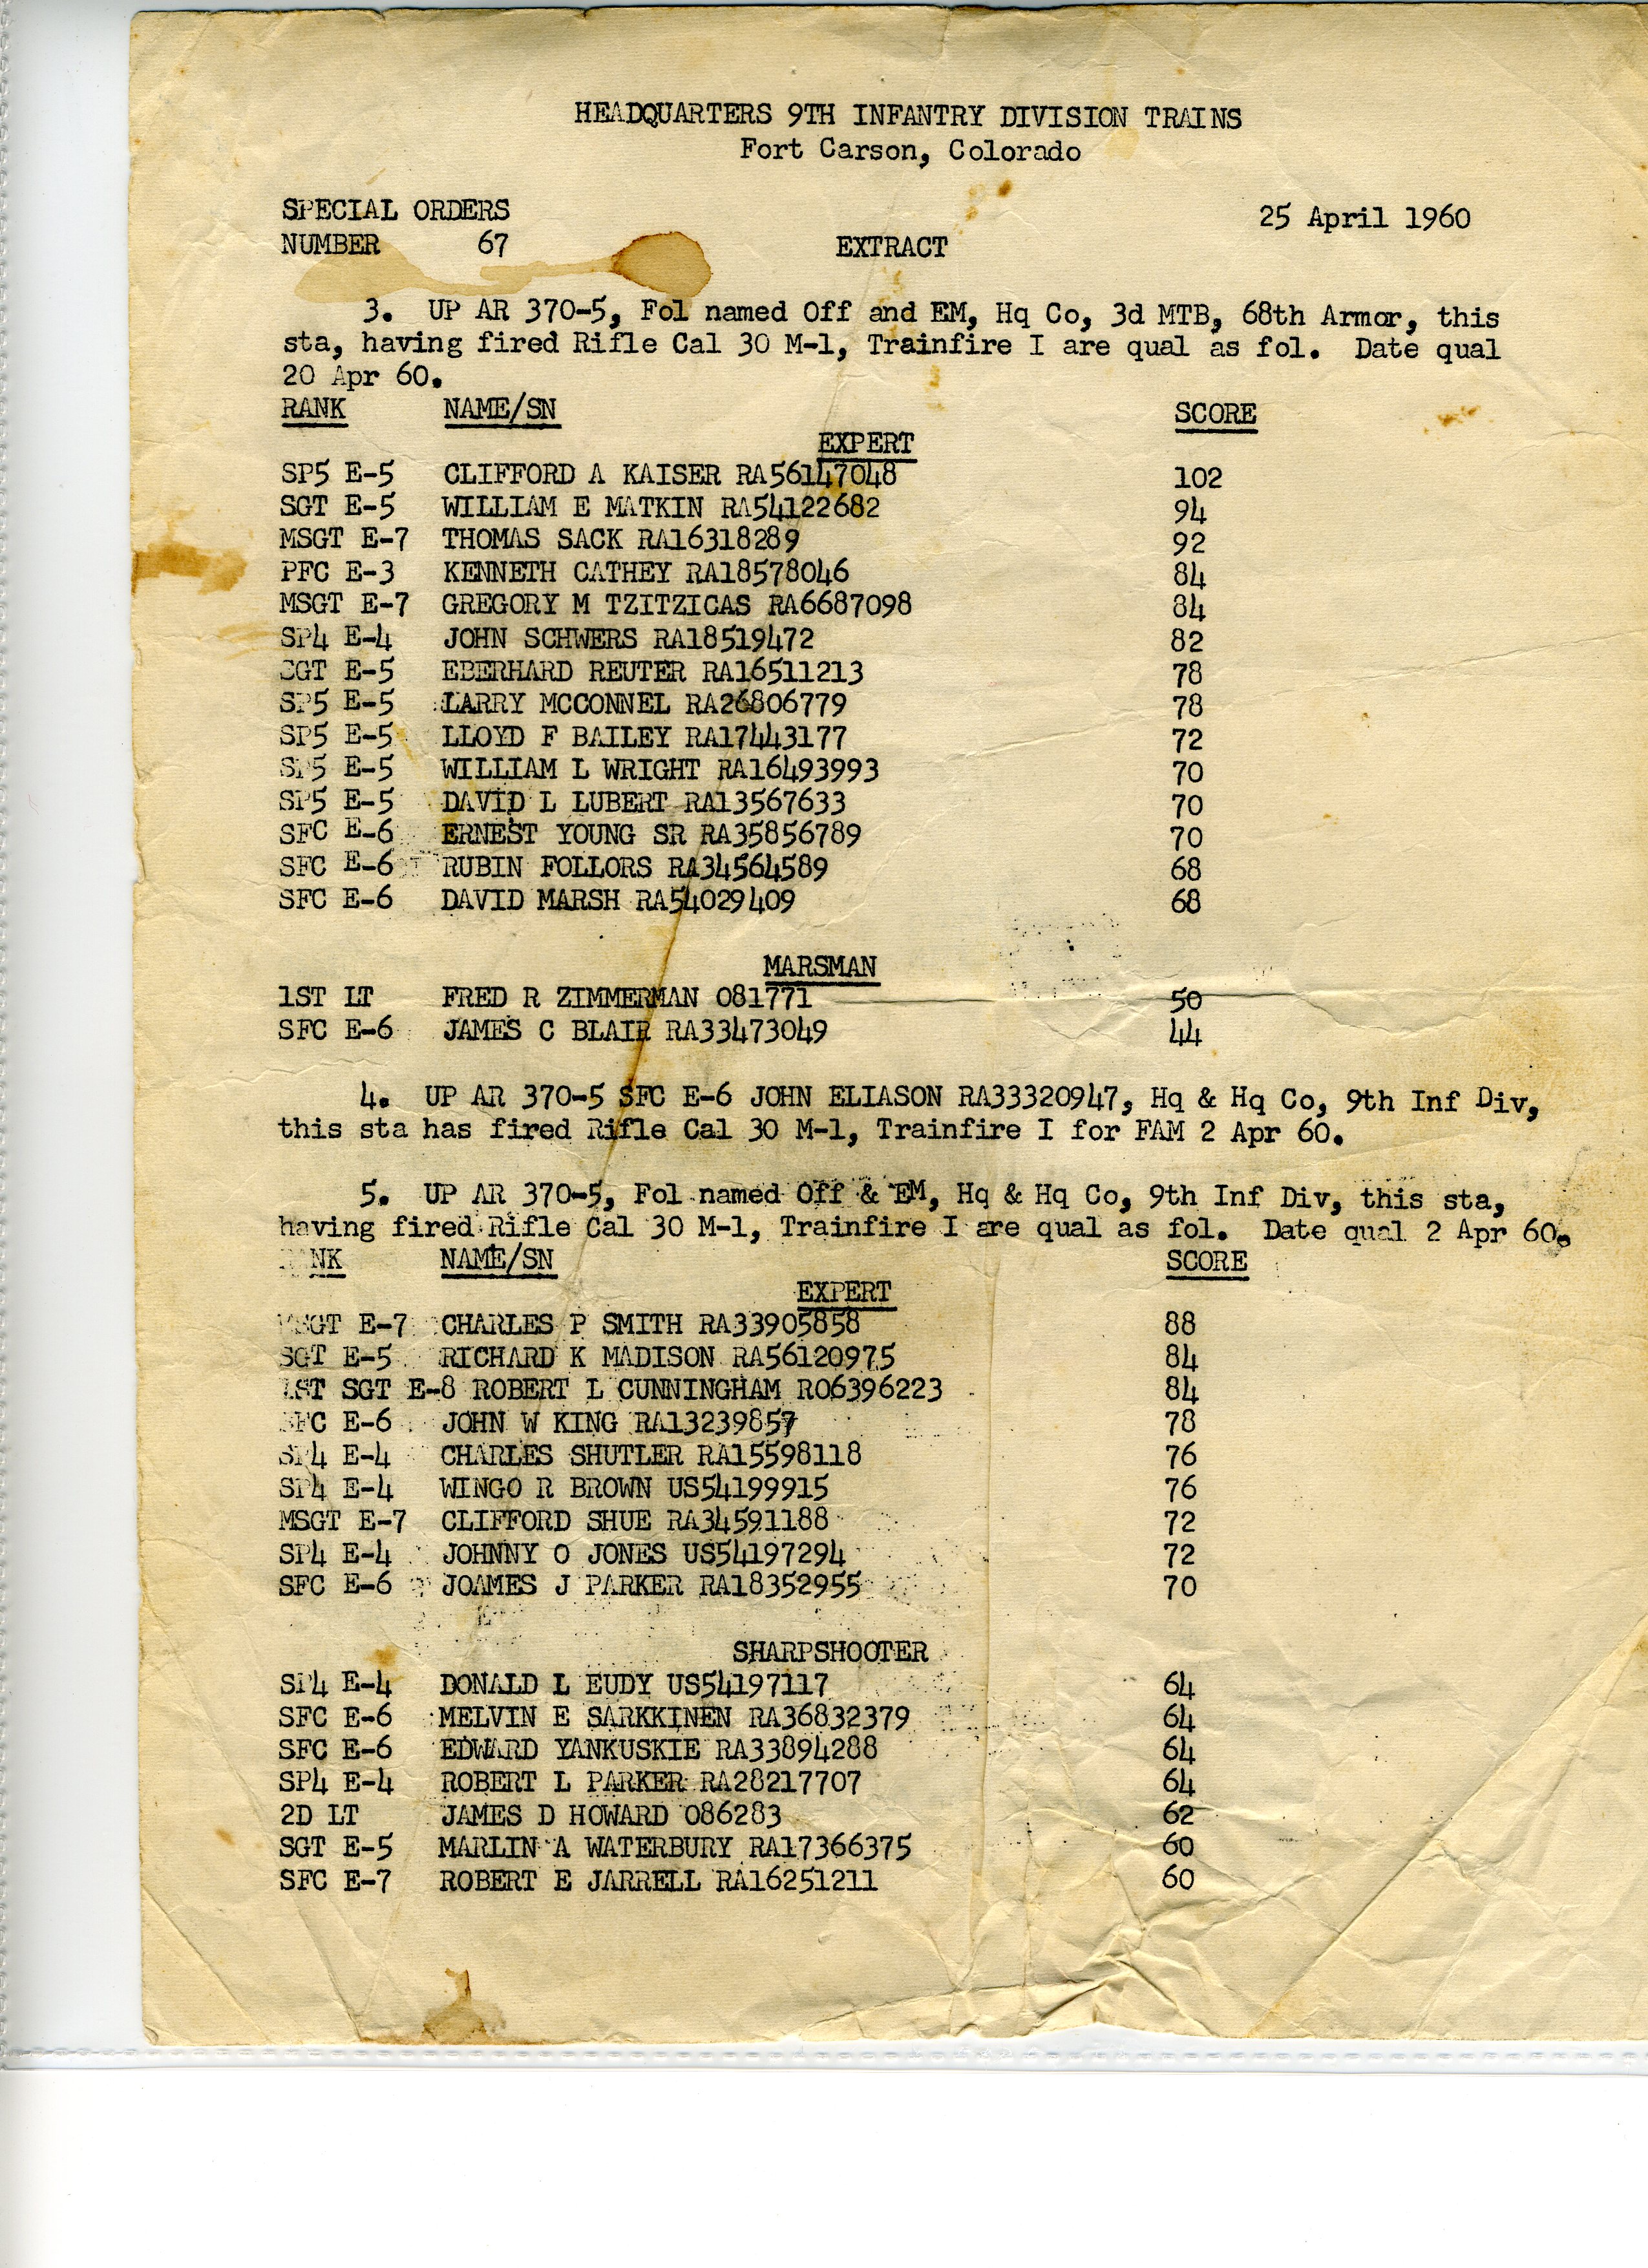 HEADQUARTERS 9TH INFANTRY DIVISION TRAINS
Fort Carson, Colorado
SPECIAL ORDERS 25 April 1960
NUMBER 67 EXTRACT
3. UP AR 370-5, Fol named Off and EM, Hq Co, 3d MTB, 68th Armor, this
sta, having fired Rifle Cal 30 M-1, Trainfire I are qual as fol. Date qual
20 Apr 60.
RANK NAME/SN SCORE
EXPERT
SP5 E-5 CLIFFORD A KAISER RA56147048 102
SGT E-5 WILLIAM E MATKIN RA54122682 94
MSGT E-7 THOMAS SACK RA16318289 92
PFC E-3 KENNETH CATHEY RA18578046 84
MSGT E-7 GREGORY M TZITZICAS RA6687098 84
SP4 E-4 JOHN SCHWERS RA18519472 82
SGT E-5 EBERHARD REUTER RA16511213 78
SP5 E-5 LARRY MCCONNEL RA26806779 78
SP5 E-5 LLOYD F BAILEY RA17443177 72
SP5 E-5 WILLIAM L WRIGHT RA16493993 70
SP5 E-5 DAVID L LUBERT RA13567633 70
SFC E-6 ERNEST YOUNG SR RA35856789 70
SFC E-6 RUBIN FOLLORS RA34564589 68
SFC E-6 DAVID MARSH RA54029409 68
MARSMAN
1ST LT FRED R ZIMMERMAN 081771 50
SFC E-6 JAMES C BLAIR RA33473049 44
4. UP AR 370-5 SFC E-6 JOHN ELIASON RA33320947, Hq & Hq Co, 9th Inf Div,
this sta has fired Rifle Cal 30 M-1, Trainfire I for FAM 2 Apr 60.
5. UP AR 370-5, Fol named Off & EM, Hq & Hq Co, 9th Inf Div, this sta,
having fired Rifle Cal 30 M-1, Trainfire I are qual as fol. Date qual 2 Apr 60.
RANK NAME/SN SCORE
EXPERT
MSGT E-7 CHARLES P SMITH RA33905858 88
SGT E-5 RICHARD K MADISON RA56120975 84
1ST SGT E-8 ROBERT L CUNNINGHAM RO6396223 84
SFC E-6 JOHN W KING RA13239857 78
SP4 E-4 CHARLES SHUTLER RA15598118 76
SP4 E-4 WINGO R BROWN US54199915 76
MSGT E-7 CLIFFORD SHUE RA34591188 72
SP4 E-4 JOHNNY O JONES US54197294 72
SFC E-6 JOAMES J PARKER RA18352955 70
SHARPSHOOTER
SP4 E-4 DONALD L EUDY US54197117 64
SFC E-6 MELVIN E SARKKINEN RA36832379 64
SFC E-6 EDWARD YANKUSKIE RA33894288 64
SP4 E-4 ROBERT L PARKER RA28217707 64
2D LT JAMES D HOWARD 086283 62
SGT E-5 MARLIN A WATERBURY RA17366375 60
SFC E-7 ROBERT E JARRELL RA16251211 60